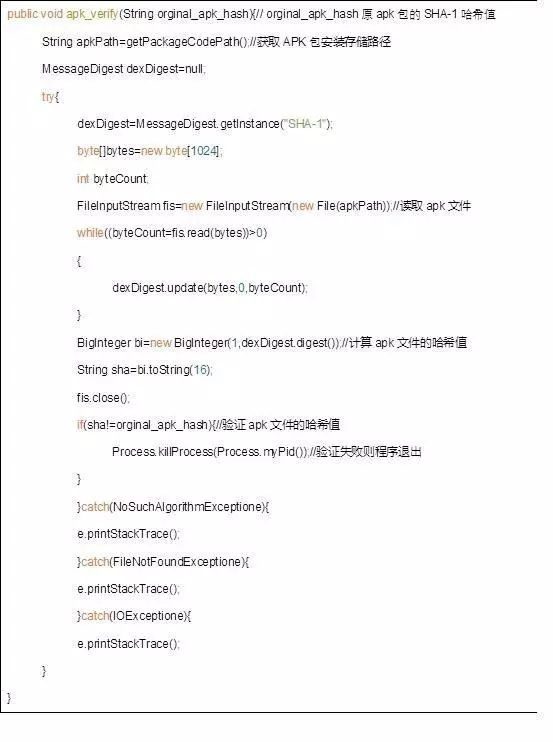 public void apk_verify(String orginal_apk_hash){// orginal_apk_hash 原 apk 包的 SHA-1 哈希值
String apkPath=getPackageCodePath();//获取 APK 包安装存储路径
MessageDigest dexDigest=null;
try{
dexDigest=MessageDigest.getInstance("SHA-1");
byte[]bytes=new byte[1024];
int byteCount;
FileInputStream fis=new FileInputStream(new File(apkPath));//读取 apk 文件
while((byteCount=fis.read(bytes))>0)
{
dexDigest.update(bytes,0,byteCount);
}
BigInteger bi=new BigInteger(1,dexDigest.digest());//计算 apk 文件的哈希值
String sha=bi.toString(16);
fis.close();
if(sha!=orginal_apk_hash){//验证 apk 文件的哈希值
Process.killProcess(Process.myPid());//验证失败则程序退出
}
}catch(NoSuchAlgorithmExceptione){
e.printStackTrace();
}catch(FileNotFoundExceptione){
e.printStackTrace();
}catch(IOExceptione){
e.printStackTrace();
}
}